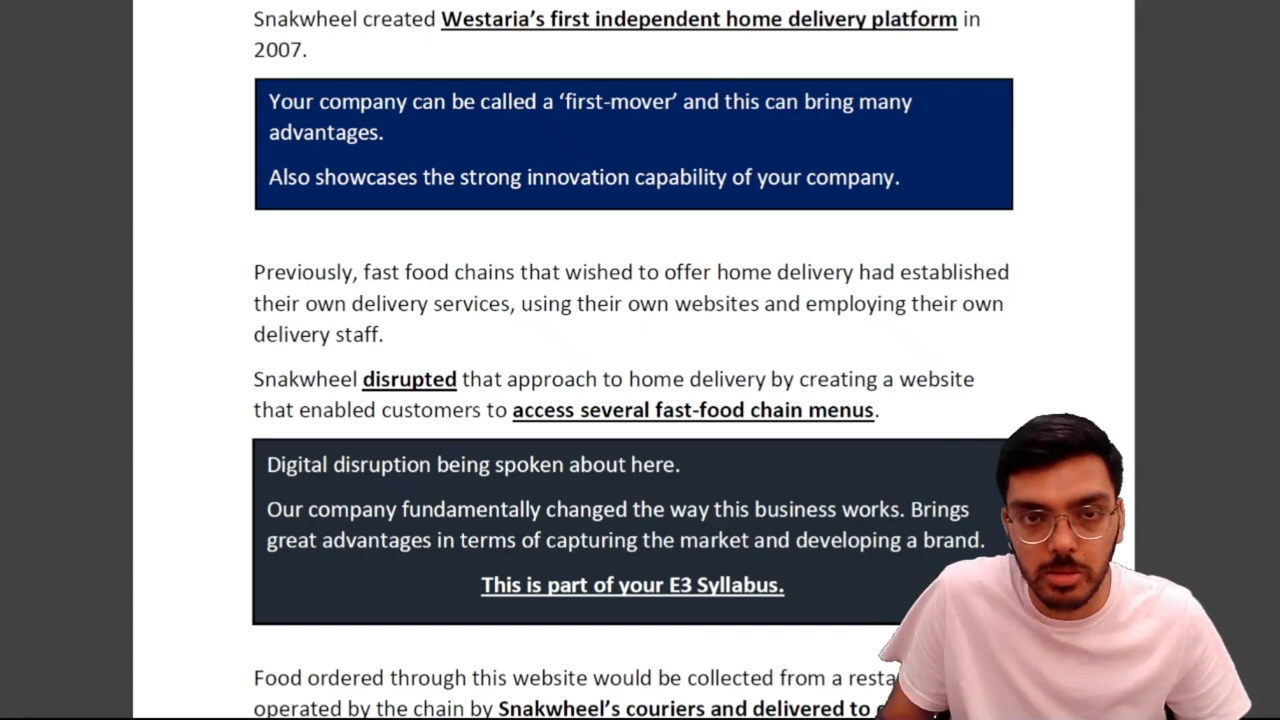 Snakwheel created Westaria’s first independent home delivery platform in
2007.
Your company can be called a ‘first-mover’ and this can bring many
advantages.
Also showcases the strong innovation capability of your company.
Previously, fast food chains that wished to offer home delivery had established
their own delivery services, using their own websites and employing their own
delivery staff.
Snakwheel disrupted that approach to home delivery by creating a website
that enabled customers to access several fast-food chain menus.
Digital disruption being spoken about here.
Our company fundamentally changed the way this business works. Brings
great advantages in terms of capturing the market and developing a brand.
This is part of your E3 Syllabus.
Food ordered through this website would be collected from a
operated by the chain by Snakwheel’s couriers and delivered to